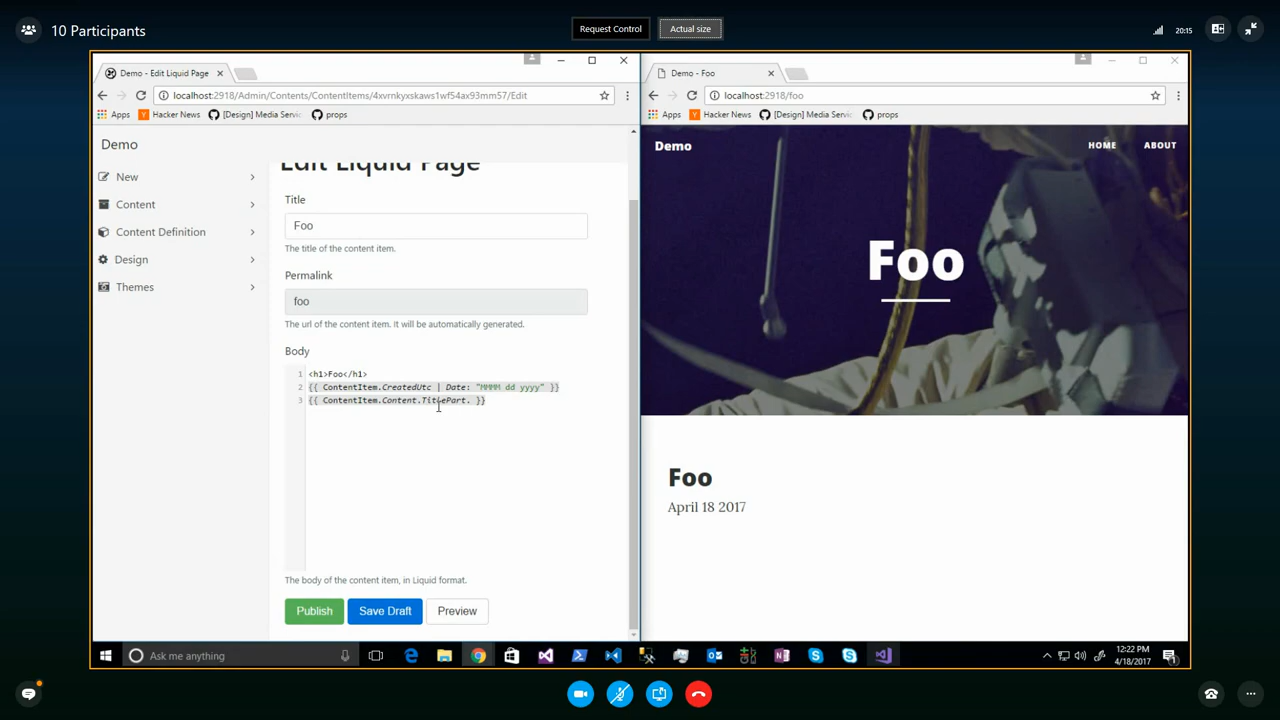 10 Participants
Request Control
Actual size
20:15
Demo - Edit Liquid Page
localhost:2918/Admin/Contents/ContentItems/4xvrnkyxskaws1wf54ax93mm57/Edit
Apps
Hacker News
[Design] Media Servic
props
Demo
New
Content
Content Definition
Design
Themes
Edit Liquid Page
Title
Foo
The title of the content item.
Permalink
foo
The url of the content item. It will be automatically generated.
Body
1 <h1>Foo</h1>
2 {{ ContentItem.CreatedUtc | Date: "MMMM dd yyyy" }}
3 {{ ContentItem.Content.TitlePart. }}
The body of the content item, in Liquid format.
Publish
Save Draft
Preview
Demo - Foo
localhost:2918/foo
Apps
Hacker News
[Design] Media Servic
props
Demo
HOME
ABOUT
Foo
Foo
April 18 2017
Ask me anything
12:22 PM
4/18/2017
1